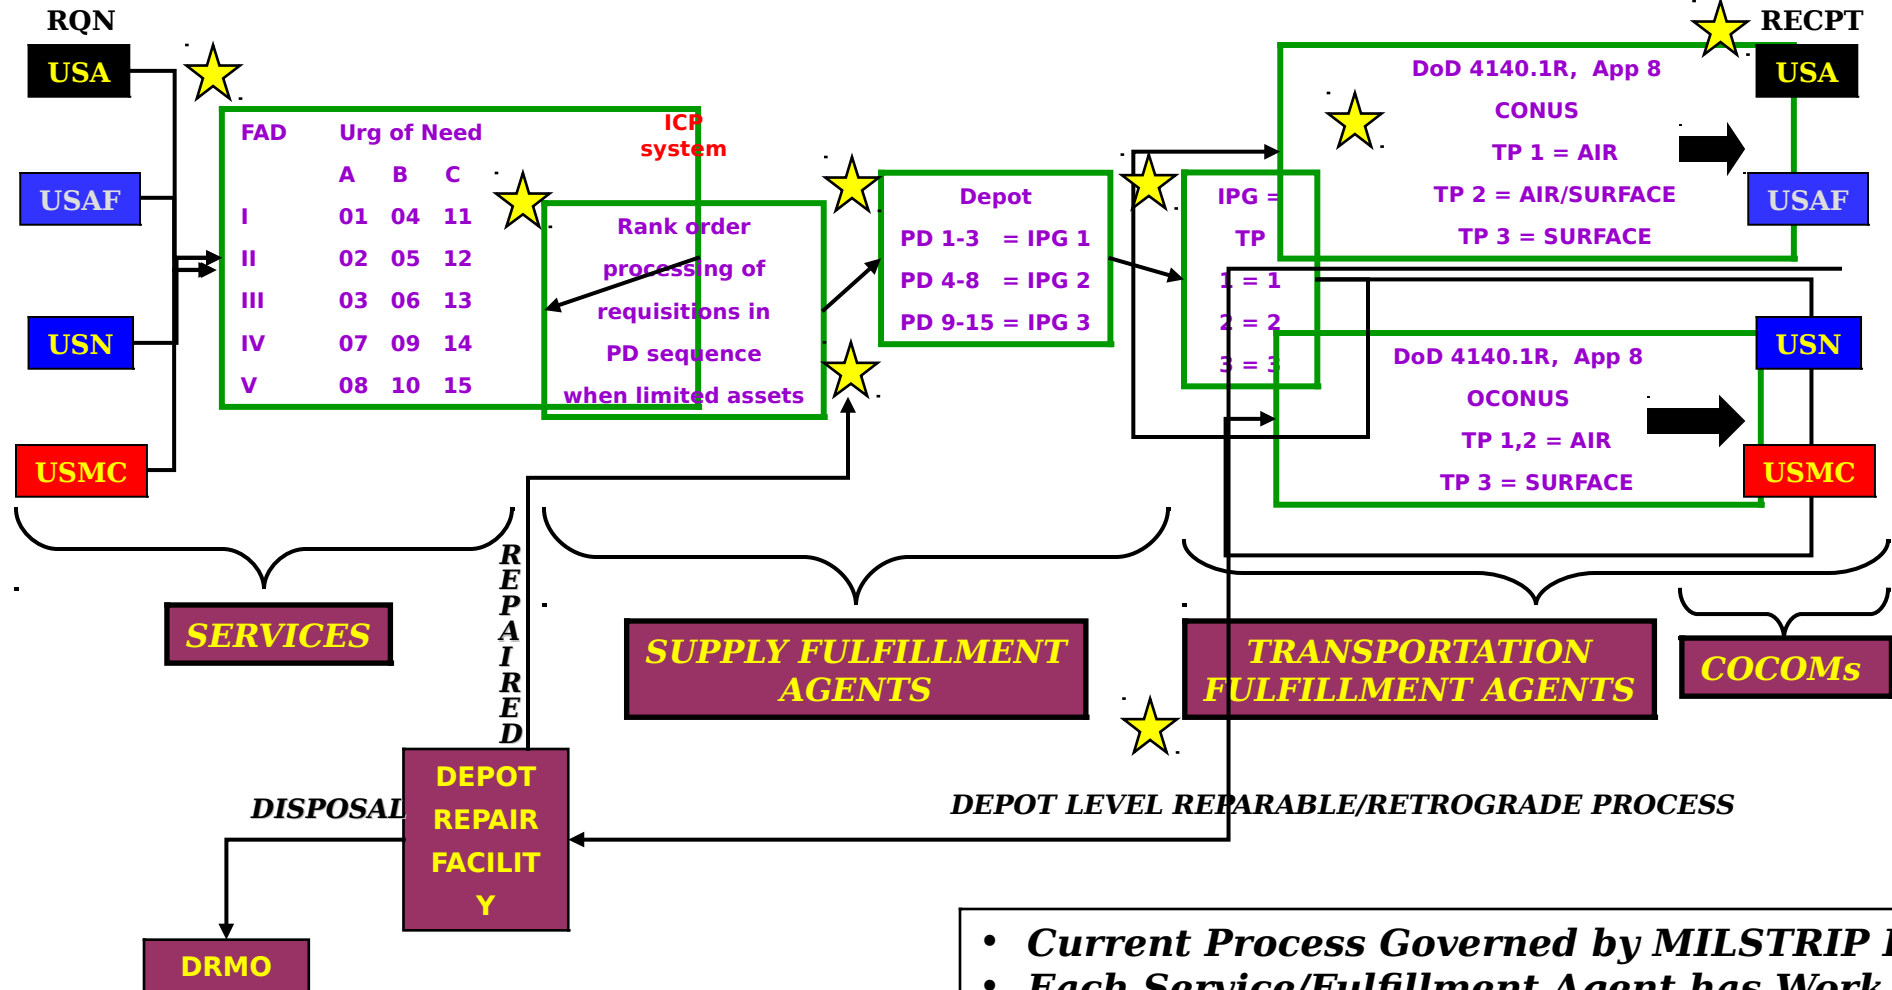 RQN
USA
USAF
USN
USMC
FAD Urg of Need
A B C
I 01 04 11
II 02 05 12
III 03 06 13
IV 07 09 14
V 08 10 15
ICP
system
Rank order
processing of
requisitions in
PD sequence
when limited assets
Depot
PD 1-3 = IPG 1
PD 4-8 = IPG 2
PD 9-15 = IPG 3
IPG =
TP
1 = 1
2 = 2
3 = 3
DoD 4140.1R, App 8
CONUS
TP 1 = AIR
TP 2 = AIR/SURFACE
TP 3 = SURFACE
DoD 4140.1R, App 8
OCONUS
TP 1,2 = AIR
TP 3 = SURFACE
RECPT
USA
USAF
USN
USMC
SERVICES
SUPPLY FULFILLMENT
AGENTS
TRANSPORTATION
FULFILLMENT AGENTS
COCOMs
REPAIRED
DEPOT
REPAIR
FACILIT
Y
DISPOSAL
DRMO
DEPOT LEVEL REPARABLE/RETROGRADE PROCESS
• Current Process Governed by MILSTRIP
• Each Service/Fulfillment Agent has Work